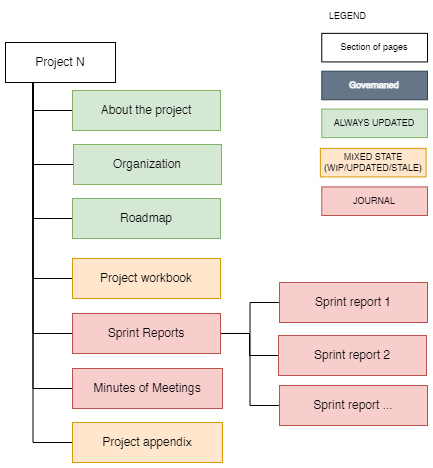 LEGEND
Section of pages
Project N
Governaned
About the project
ALWAYS UPDATED
Organization
MIXED STATE
(WIP/UPDATED/STALE)
JOURNAL
Roadmap
Project workbook
Sprint Reports
Sprint report 1
Sprint report 2
Minutes of Meetings
Sprint report ...
Project appendix